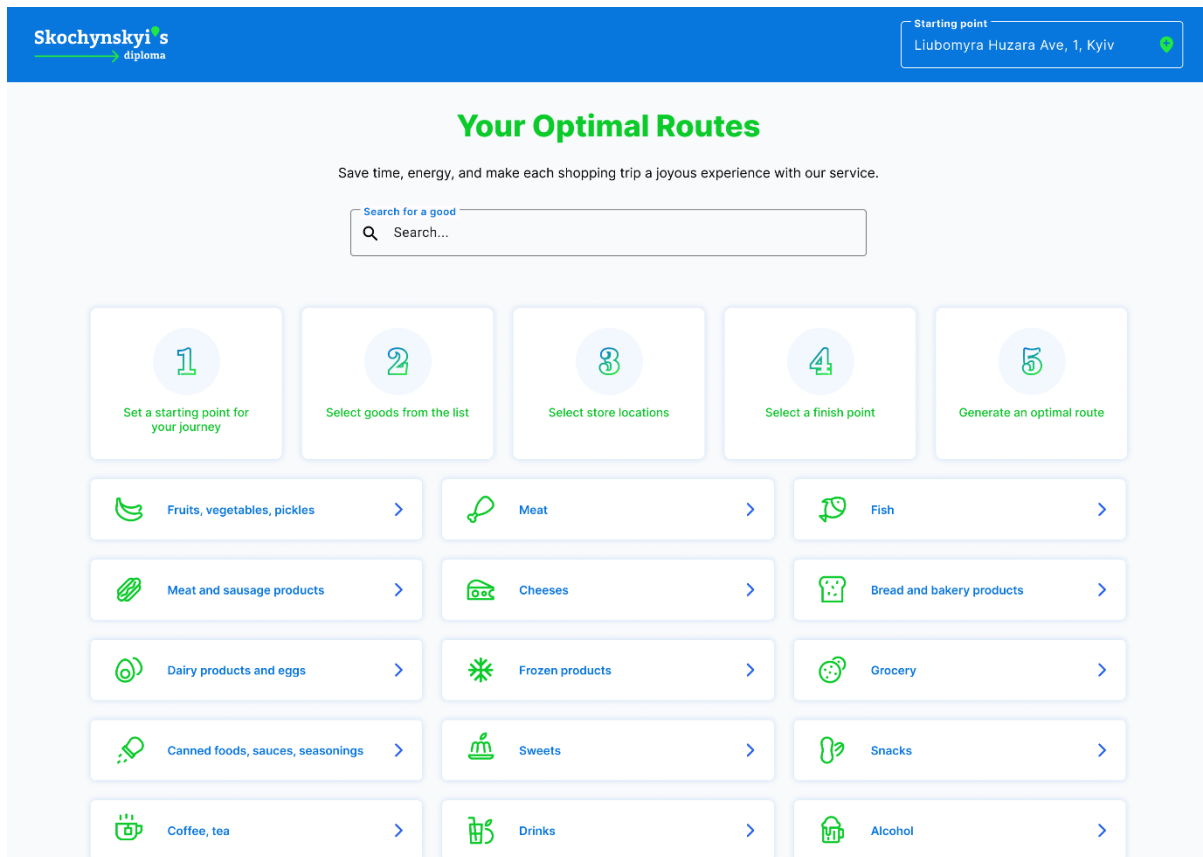 Skochynskyi's
diploma
Starting point
Liubomyra Huzara Ave, 1, Kyiv
Your Optimal Routes
Save time, energy, and make each shopping trip a joyous experience with our service.
Search for a good
Search...
1
Set a starting point for
your journey
2
Select goods from the list
3
Select store locations
4
Select a finish point
5
Generate an optimal route
Fruits, vegetables, pickles
Meat
Fish
Meat and sausage products
Cheeses
Bread and bakery products
Dairy products and eggs
Frozen products
Grocery
Canned foods, sauces, seasonings
Sweets
Snacks
Coffee, tea
Drinks
Alcohol